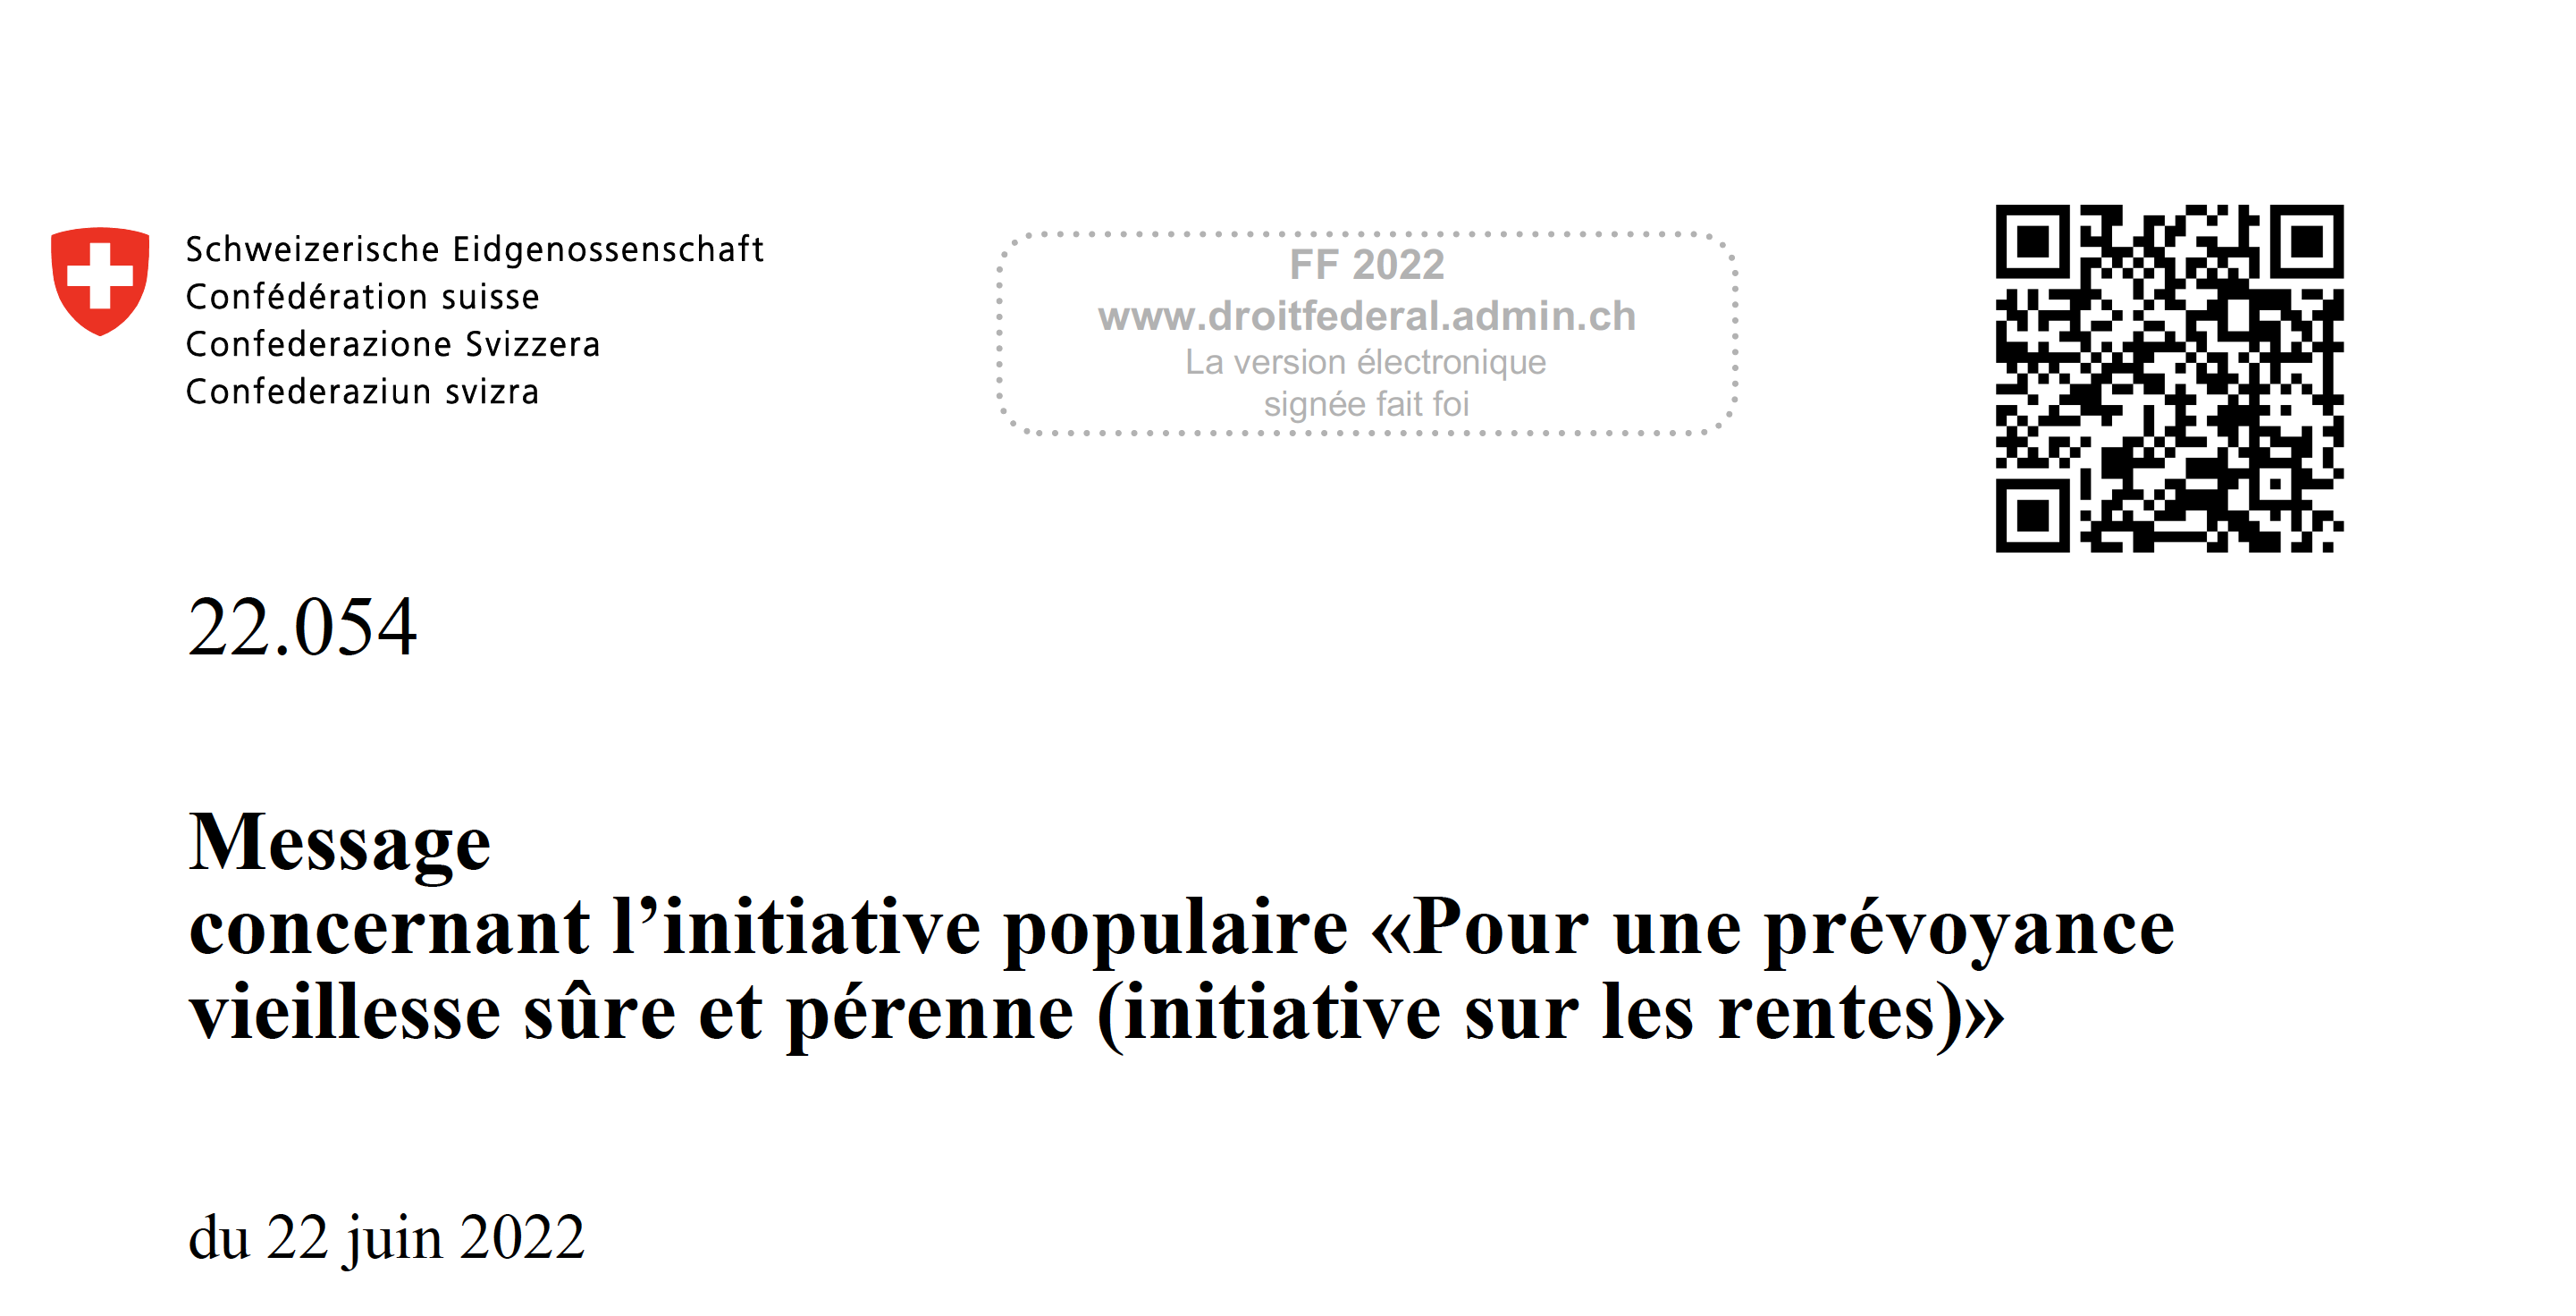 Schweizerische Eidgenossenschaft
Confédération suisse
Confederazione Svizzera
Confederaziun svizra
FF 2022
www.droitfederal.admin.ch
La version électronique
signée fait foi
22.054
Message
concernant l’initiative populaire «Pour une prévoyance
vieillesse sûre et pérenne (initiative sur les rentes)»
du 22 juin 2022